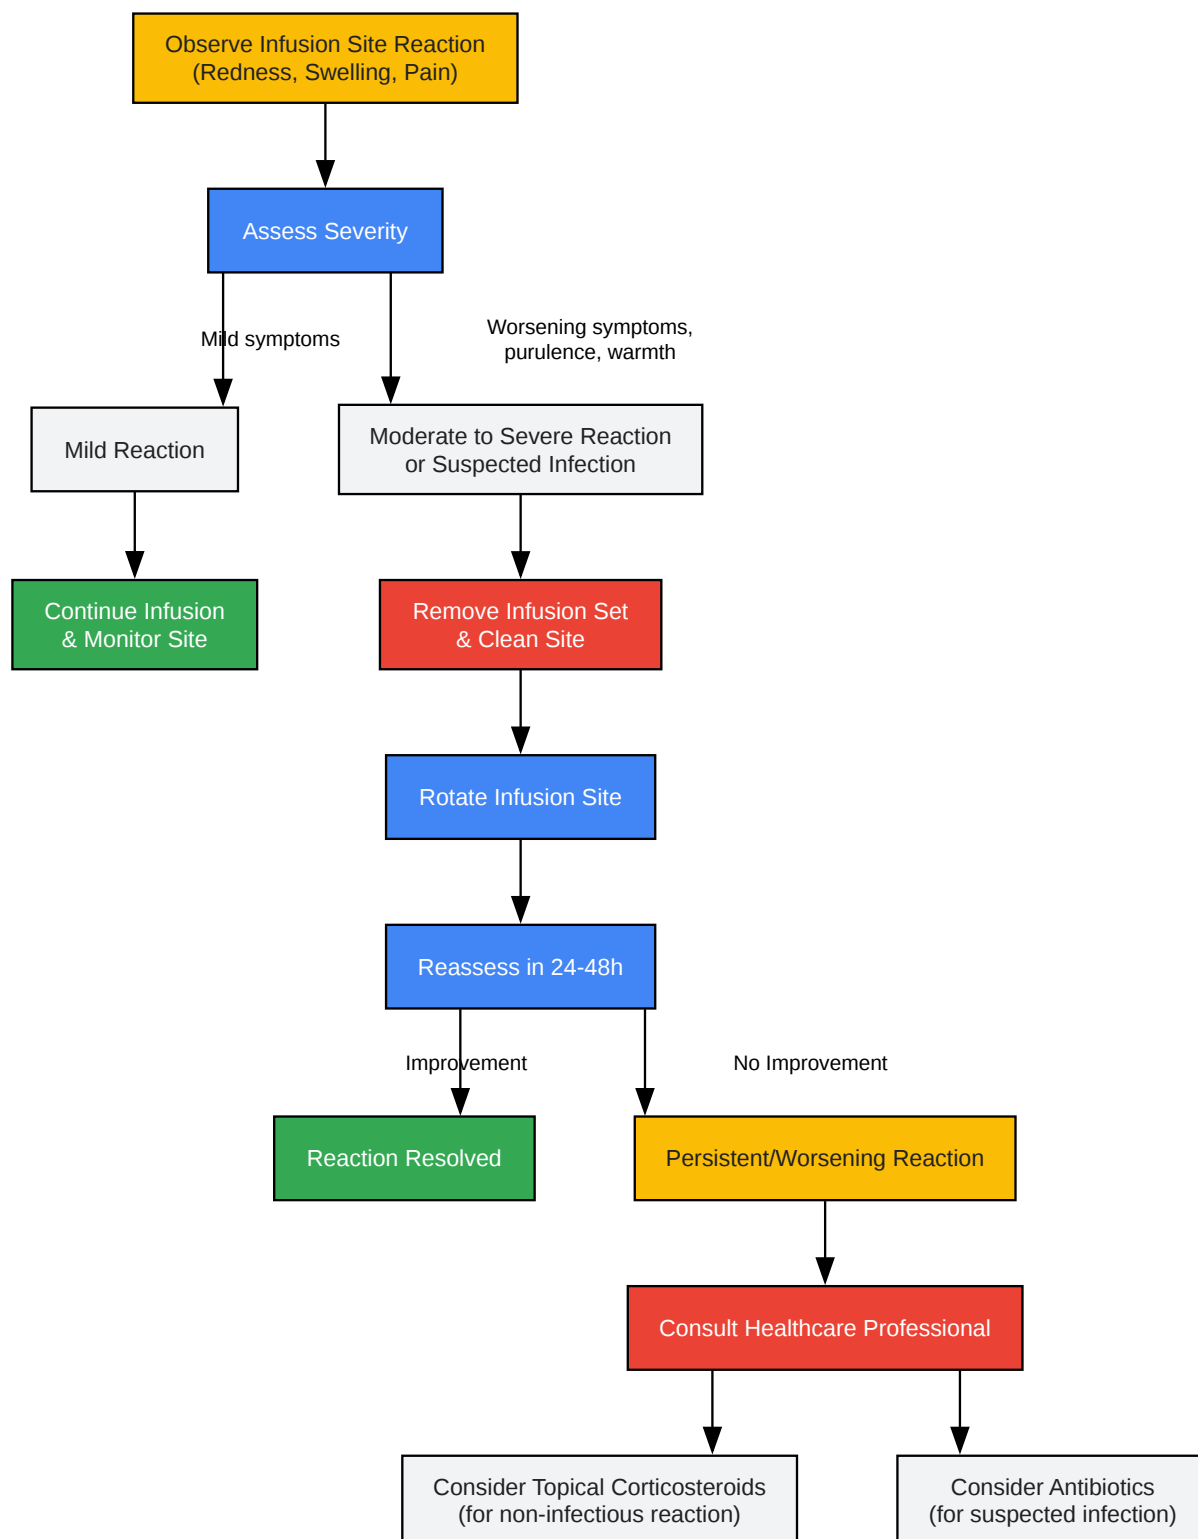 Observe Infusion Site Reaction
(Redness, Swelling, Pain)
Assess Severity
Mild symptoms
Worsening symptoms,
purulence, warmth
Mild Reaction
Moderate to Severe Reaction
or Suspected Infection
Continue Infusion
& Monitor Site
Remove Infusion Set
& Clean Site
Rotate Infusion Site
Reassess in 24-48h
Improvement
No Improvement
Reaction Resolved
Persistent/Worsening Reaction
Consult Healthcare Professional
Consider Topical Corticosteroids
(for non-infectious reaction)
Consider Antibiotics
(for suspected infection)